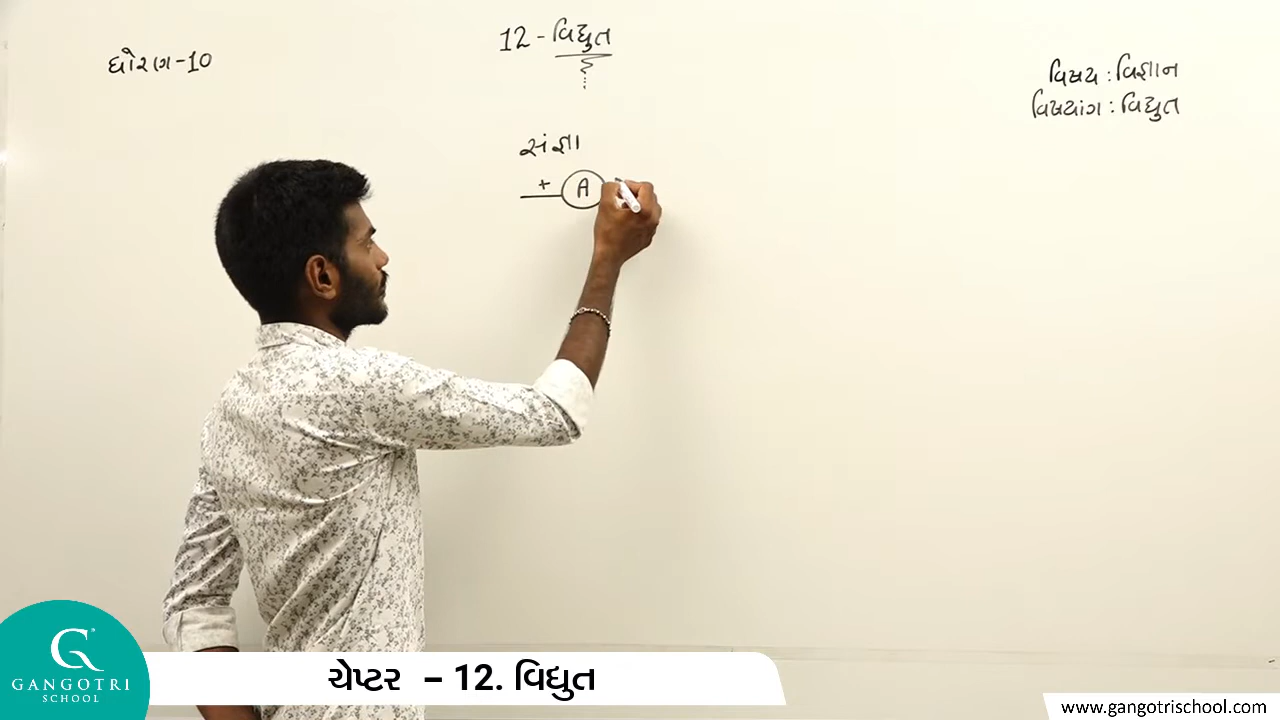 ધોરણ-10
12-વિદ્યુત
વિષય : વિજ્ઞાન
વિષયાંગ : વિદ્યુત
સંજ્ઞા
+ A
GANGOTRI
SCHOOL
ચેપ્ટર – 12. વિદ્યુત
www.gangotrischool.com